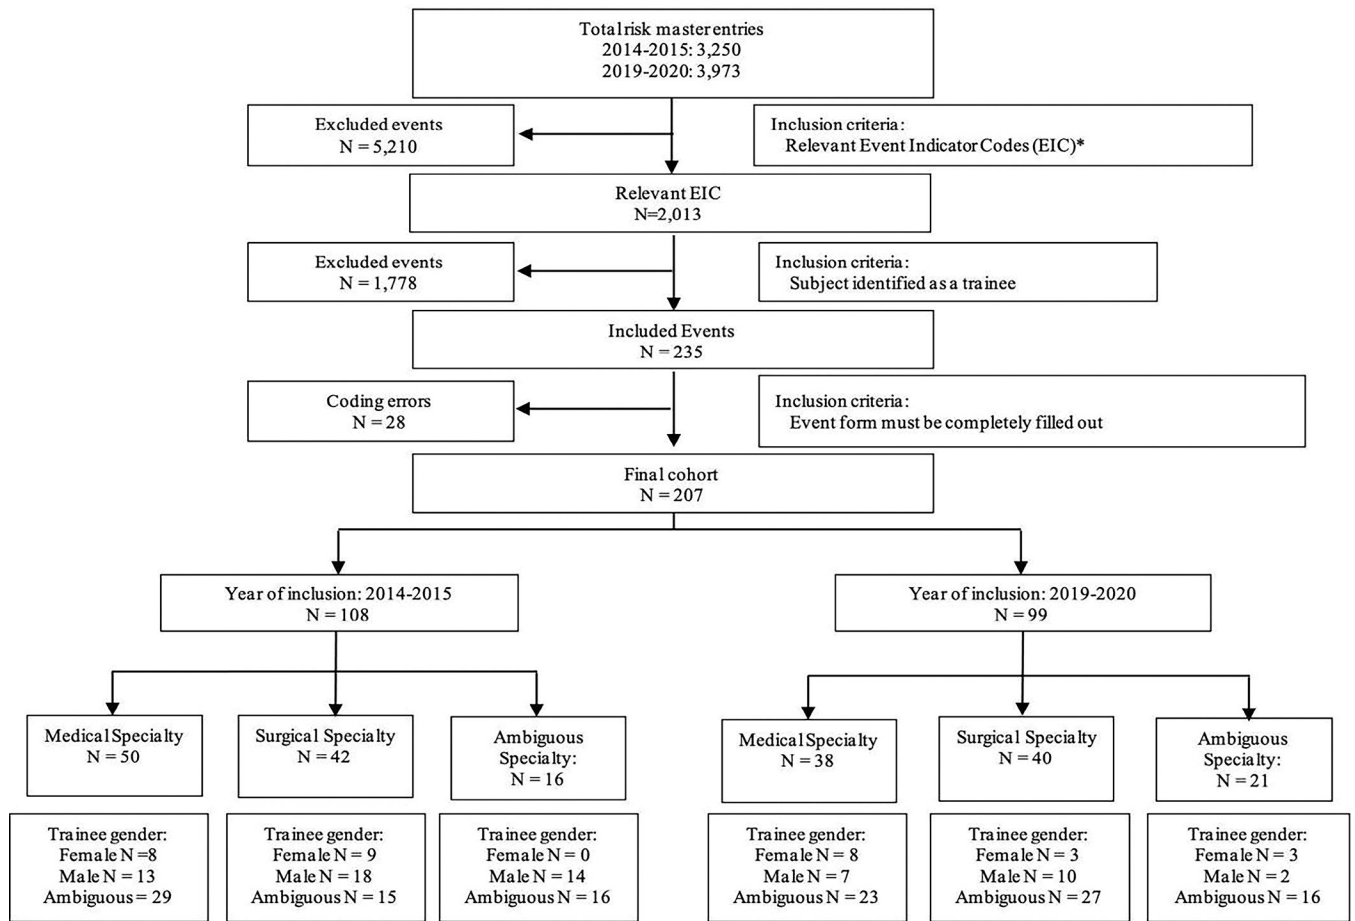 Total risk master entries
2014-2015: 3,250
2019-2020: 3,973
Excluded events
N = 5,210
Inclusion criteria:
Relevant Event Indicator Codes (EIC)*
Relevant EIC
N=2,013
Excluded events
N = 1,778
Inclusion criteria:
Subject identified as a trainee
Included Events
N = 235
Coding errors
N = 28
Inclusion criteria:
Event form must be completely filled out
Final cohort
N = 207
Year of inclusion: 2014-2015
N = 108
Year of inclusion: 2019-2020
N = 99
Medical Specialty
N = 50
Surgical Specialty
N = 42
Ambiguous
Specialty:
N = 16
Medical Specialty
N = 38
Surgical Specialty
N = 40
Ambiguous
Specialty:
N = 21
Trainee gender:
Female N =8
Male N = 13
Ambiguous = 29
Trainee gender:
Female N = 9
Male N = 18
Ambiguous N = 15
Trainee gender:
Female N = 0
Male N = 14
Ambiguous N = 16
Trainee gender:
Female N = 8
Male N = 7
Ambiguous N = 23
Trainee gender:
Female N = 3
Male N = 10
Ambiguous N = 27
Trainee gender:
Female N = 3
Male N = 2
Ambiguous N = 16